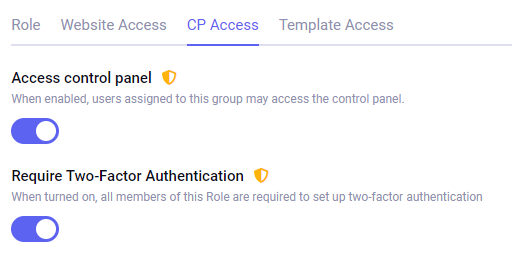 Role Website Access CP Access Template Access
Access control panel
When enabled, users assigned to this group may access the control panel.
Require Two-Factor Authentication
When turned on, all members of this Role are required to set up two-factor authentication